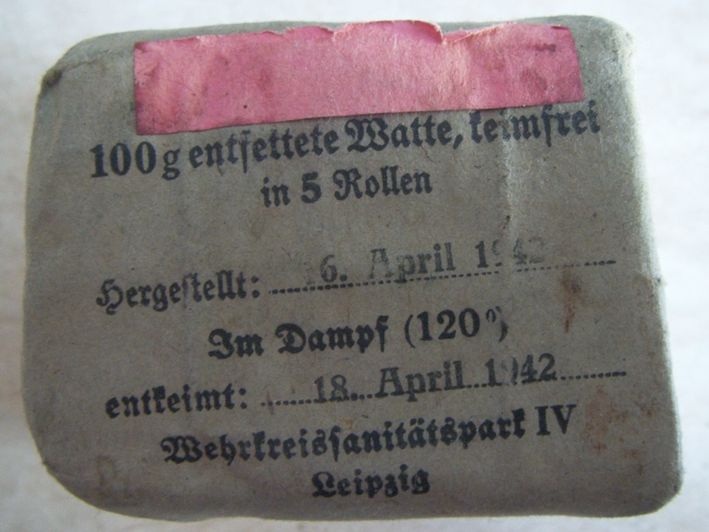 100 g entfettete Watte, keimfrei
in 5 Rollen
Hergestellt: 16. April 1942
Im Dampf (120°)
entkeimt: 18. April 1942
Wehrkreissanitätspark IV
Leipzig